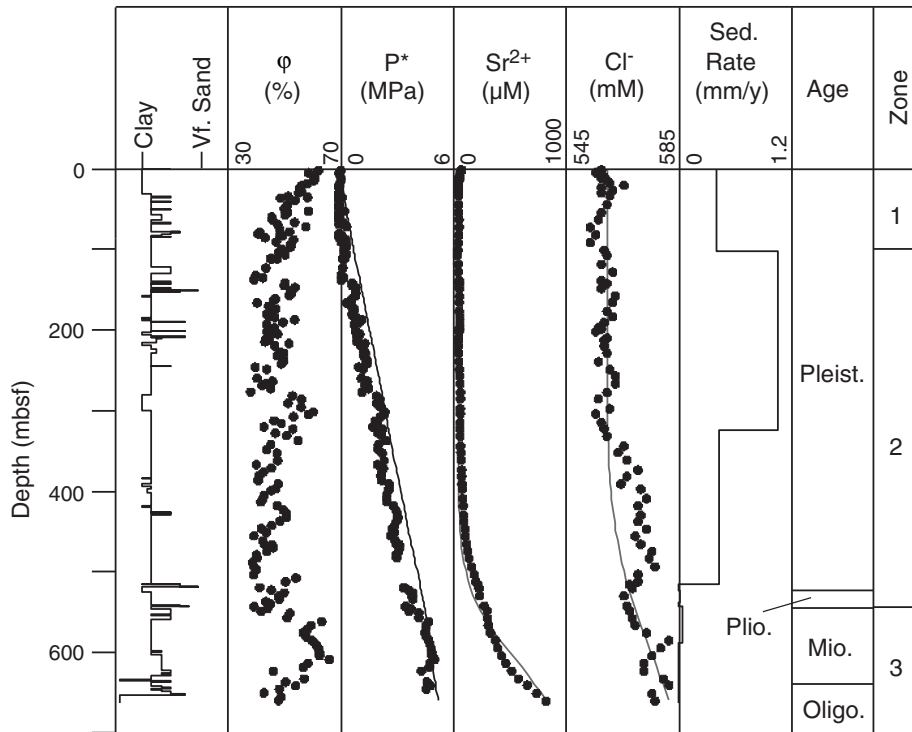 Clay
Vf. Sand
φ
(%)
30
70
P*
(MPa)
0
6
Sr2+
(µM)
0
1000
Cl-
(mM)
545
585
Sed.
Rate
(mm/y)
0
1.2
Age
Zone
Depth (mbsf)
0
200
400
600
Pleist.
Plio.
Mio.
Oligo.
1
2
3